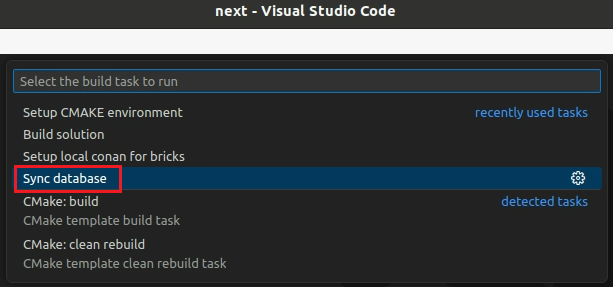 next - Visual Studio Code
Select the build task to run
Setup CMAKE environment recently used tasks
Build solution
Setup local conan for bricks
Sync database
CMake: build detected tasks
CMake template build task
CMake: clean rebuild
CMake template clean rebuild task